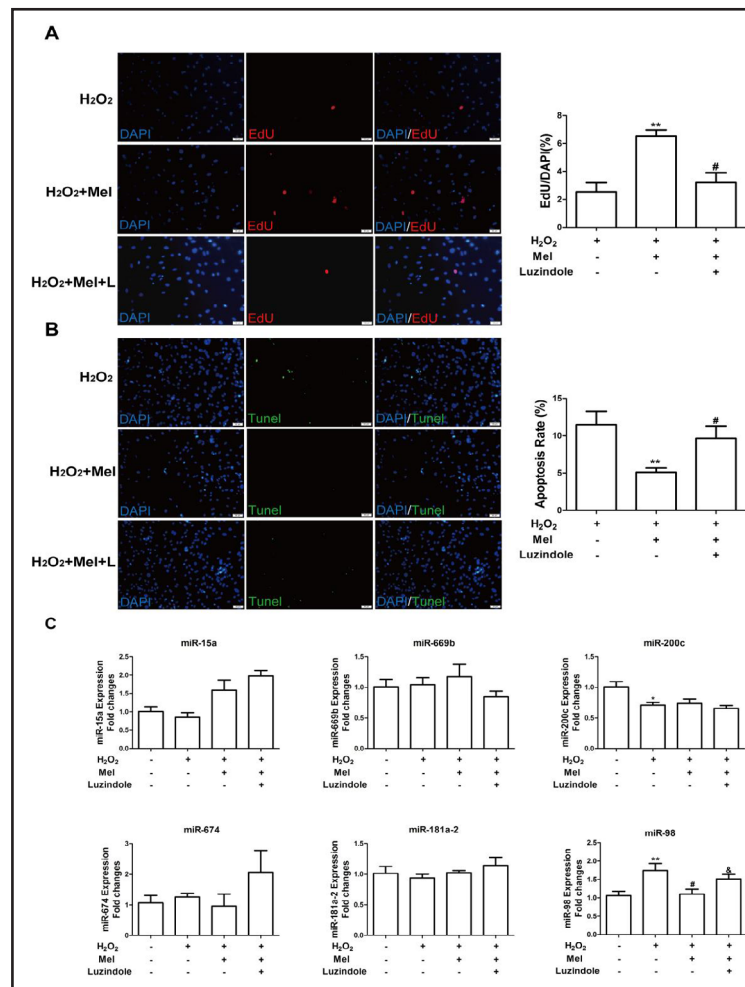 A
H₂O₂
DAPI
EdU
DAPI/EdU
H₂O₂+Mel
DAPI
EdU
DAPI/EdU
H₂O₂+Mel+L
DAPI
EdU
DAPI/EdU
EdU/DAPI(%)
8
6
4
2
0
**
#
H₂O₂ + + +
Mel - + +
Luzindole - - +
B
H₂O₂
DAPI
Tunel
DAPI/Tunel
H₂O₂+Mel
DAPI
Tunel
DAPI/Tunel
H₂O₂+Mel+L
DAPI
Tunel
DAPI/Tunel
Apoptosis Rate (%)
15
10
5
0
**
#
H₂O₂ + + +
Mel - + +
Luzindole - - +
C
miR-15a
miR-15a Expression
Fold changes
2.5
2.0
1.5
1.0
0.5
0.0
H₂O₂ - + + +
Mel - - + +
Luzindole - - - +
miR-669b
miR-669b Expression
Fold changes
1.5
1.0
0.5
0.0
H₂O₂ - + + +
Mel - - + +
Luzindole - - - +
miR-200c
miR-200c Expression
Fold changes
1.5
1.0
0.5
0.0
*
H₂O₂ - + + +
Mel - - + +
Luzindole - - - +
miR-674
miR-674 Expression
Fold changes
3
2
1
0
H₂O₂ - + + +
Mel - - + +
Luzindole - - - +
miR-181a-2
miR-181a-2 Expression
Fold changes
1.5
1.0
0.5
0.0
H₂O₂ - + + +
Mel - - + +
Luzindole - - - +
miR-98
miR-98 Expression
Fold changes
2.0
1.5
1.0
0.5
0.0
**
#
&
H₂O₂ - + + +
Mel - - + +
Luzindole - - - +